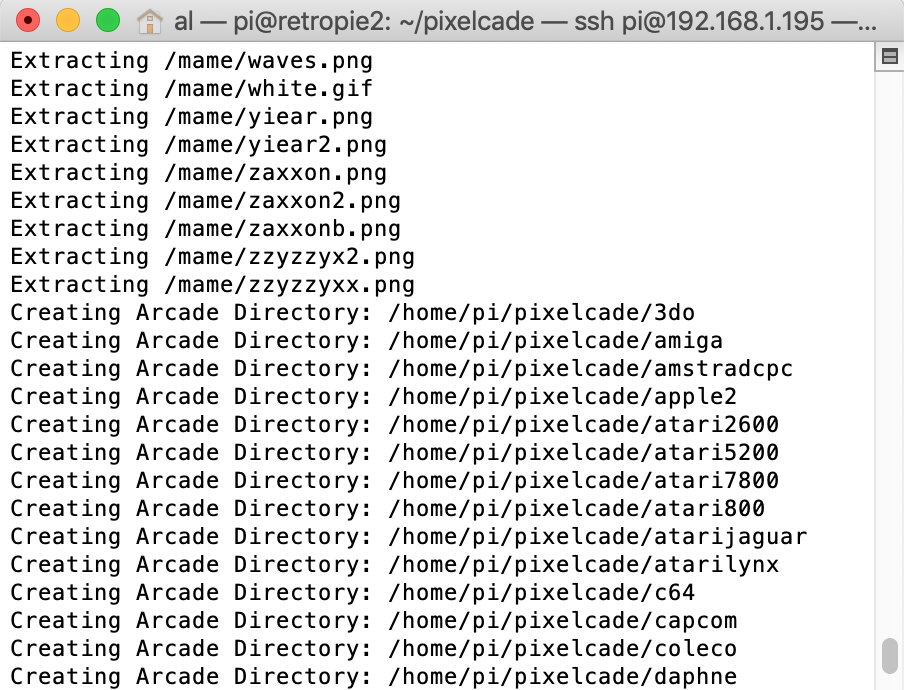 al — pi@retropie2: ~/pixelcade — ssh pi@192.168.1.195 —...
Extracting /mame/waves.png
Extracting /mame/white.gif
Extracting /mame/yiear.png
Extracting /mame/yiear2.png
Extracting /mame/zaxxon.png
Extracting /mame/zaxxon2.png
Extracting /mame/zaxxonb.png
Extracting /mame/zzyzzyx2.png
Extracting /mame/zzyzzyxx.png
Creating Arcade Directory: /home/pi/pixelcade/3do
Creating Arcade Directory: /home/pi/pixelcade/amiga
Creating Arcade Directory: /home/pi/pixelcade/amstradcpc
Creating Arcade Directory: /home/pi/pixelcade/apple2
Creating Arcade Directory: /home/pi/pixelcade/atari2600
Creating Arcade Directory: /home/pi/pixelcade/atari5200
Creating Arcade Directory: /home/pi/pixelcade/atari7800
Creating Arcade Directory: /home/pi/pixelcade/atari800
Creating Arcade Directory: /home/pi/pixelcade/atarijaguar
Creating Arcade Directory: /home/pi/pixelcade/atarilynx
Creating Arcade Directory: /home/pi/pixelcade/c64
Creating Arcade Directory: /home/pi/pixelcade/capcom
Creating Arcade Directory: /home/pi/pixelcade/coleco
Creating Arcade Directory: /home/pi/pixelcade/daphne